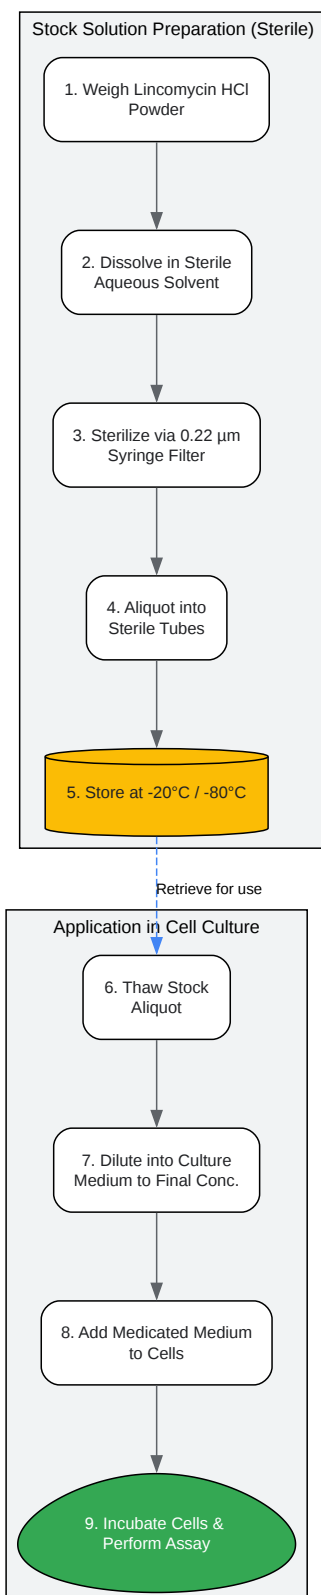 Stock Solution Preparation (Sterile)
1. Weigh Lincomycin HCl
Powder
2. Dissolve in Sterile
Aqueous Solvent
3. Sterilize via 0.22 µm
Syringe Filter
4. Aliquot into
Sterile Tubes
5. Store at -20°C / -80°C
Retrieve for use
Application in Cell Culture
6. Thaw Stock
Aliquot
7. Dilute into Culture
Medium to Final Conc.
8. Add Medicated Medium
to Cells
9. Incubate Cells &
Perform Assay